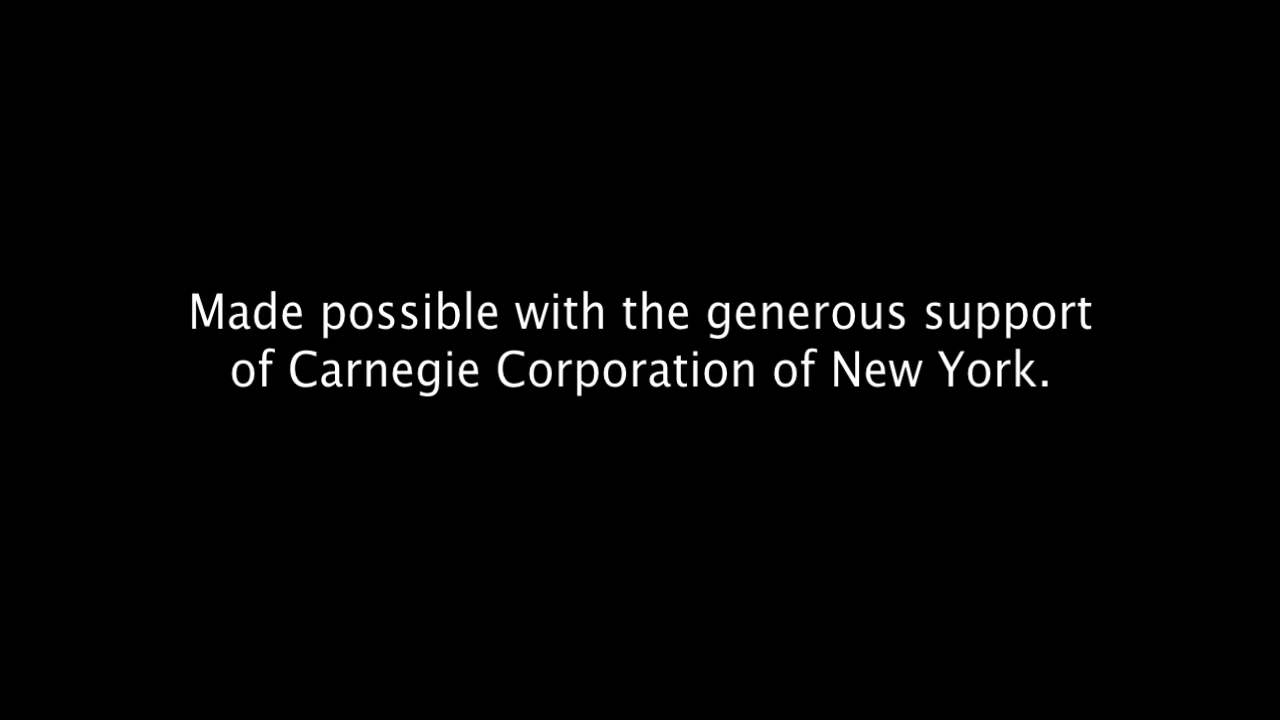 Made possible with the generous support
of Carnegie Corporation of New York.